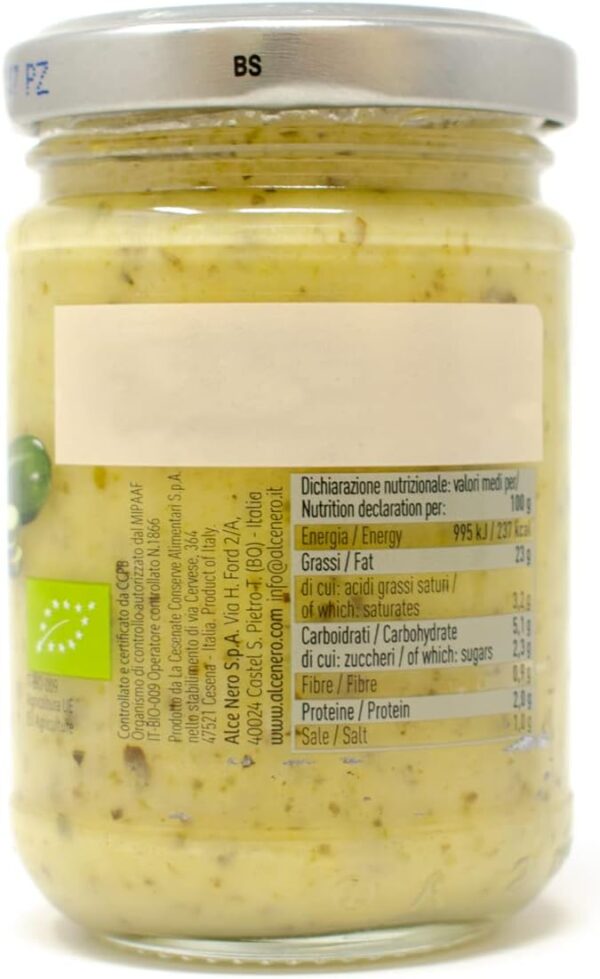 PZ
BS
Controllato e certificato da CCPB
Organismo di controllo autorizzato dal MIPAAF
IT-BIO-009 Operatore controllato N.1866
Prodotto da La Cesenate Conserve Alimentari S.p.A.
nello stabilimento di via Cervese, 364
47521 Cesena - Italia. Product of Italy.
Alce Nero S.p.A. Via H. Ford 2/A,
40024 Castel S. Pietro T. (BO) - Italia
www.alcenero.com info@alcenero.it
Agricoltura UE
Agriculture
Dichiarazione nutrizionale: valori medi per/
Nutrition declaration per: 100 g
Energia / Energy 995 kJ / 237 kcal
Grassi / Fat 23 g
di cui: acidi grassi saturi /
of which: saturates 3,2 g
Carboidrati / Carbohydrate 5,1 g
di cui: zuccheri / of which: sugars 2,3 g
Fibre / Fibre 0,9 g
Proteine / Protein 2,0 g
Sale / Salt 1,0 g